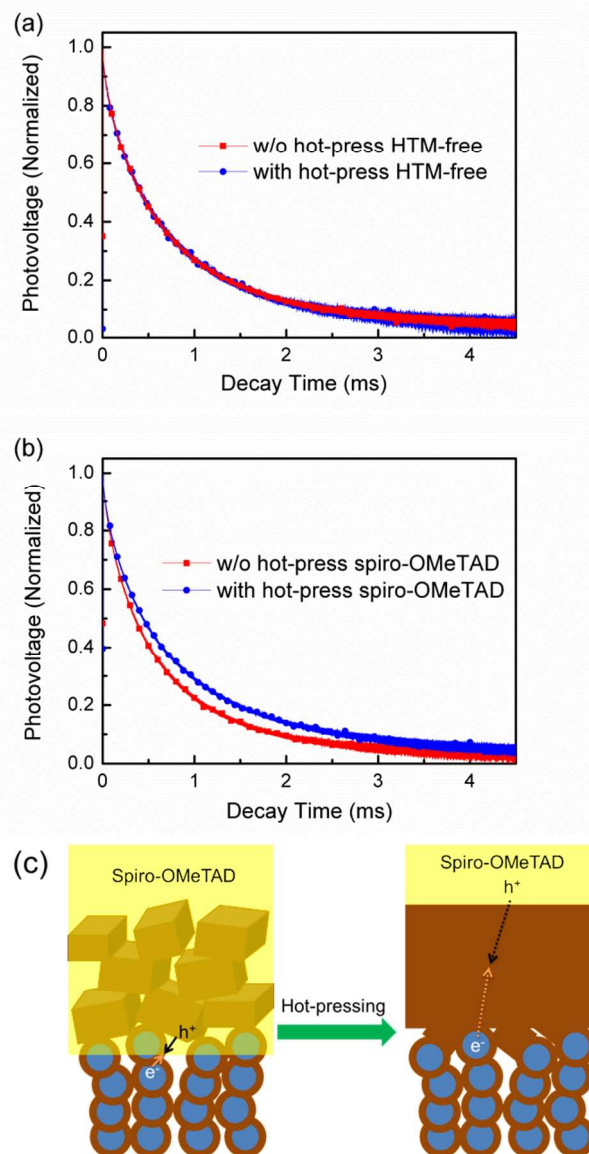 (a)
1.0
0.8
0.6
0.4
0.2
0.0
Photovoltage (Normalized)
w/o hot-press HTM-free
with hot-press HTM-free
0 1 2 3 4
Decay Time (ms)
(b)
1.0
0.8
0.6
0.4
0.2
0.0
Photovoltage (Normalized)
w/o hot-press spiro-OMeTAD
with hot-press spiro-OMeTAD
0 1 2 3 4
Decay Time (ms)
(c)
Spiro-OMeTAD
h⁺
e⁻
Hot-pressing
Spiro-OMeTAD
h⁺
e⁻